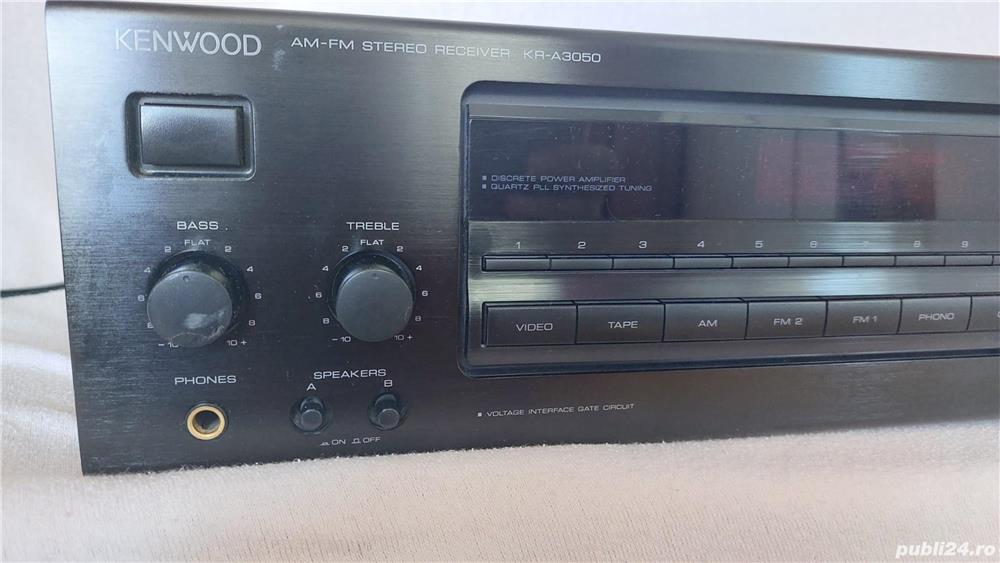 KENWOOD AM-FM STEREO RECEIVER KR-A3050
■ DISCRETE POWER AMPLIFIER
■ QUARTZ PLL SYNTHESIZED TUNING
BASS TREBLE
FLAT FLAT
2 2 2 2
4 4 4 4
6 6 6 6
8 8 8 8
-10 10+ -10 10+
1 2 3 4 5 6 7 8 9
VIDEO TAPE AM FM 2 FM 1 PHONO
PHONES SPEAKERS
A B
ON OFF
■ VOLTAGE INTERFACE GATE CIRCUIT
publi24.ro